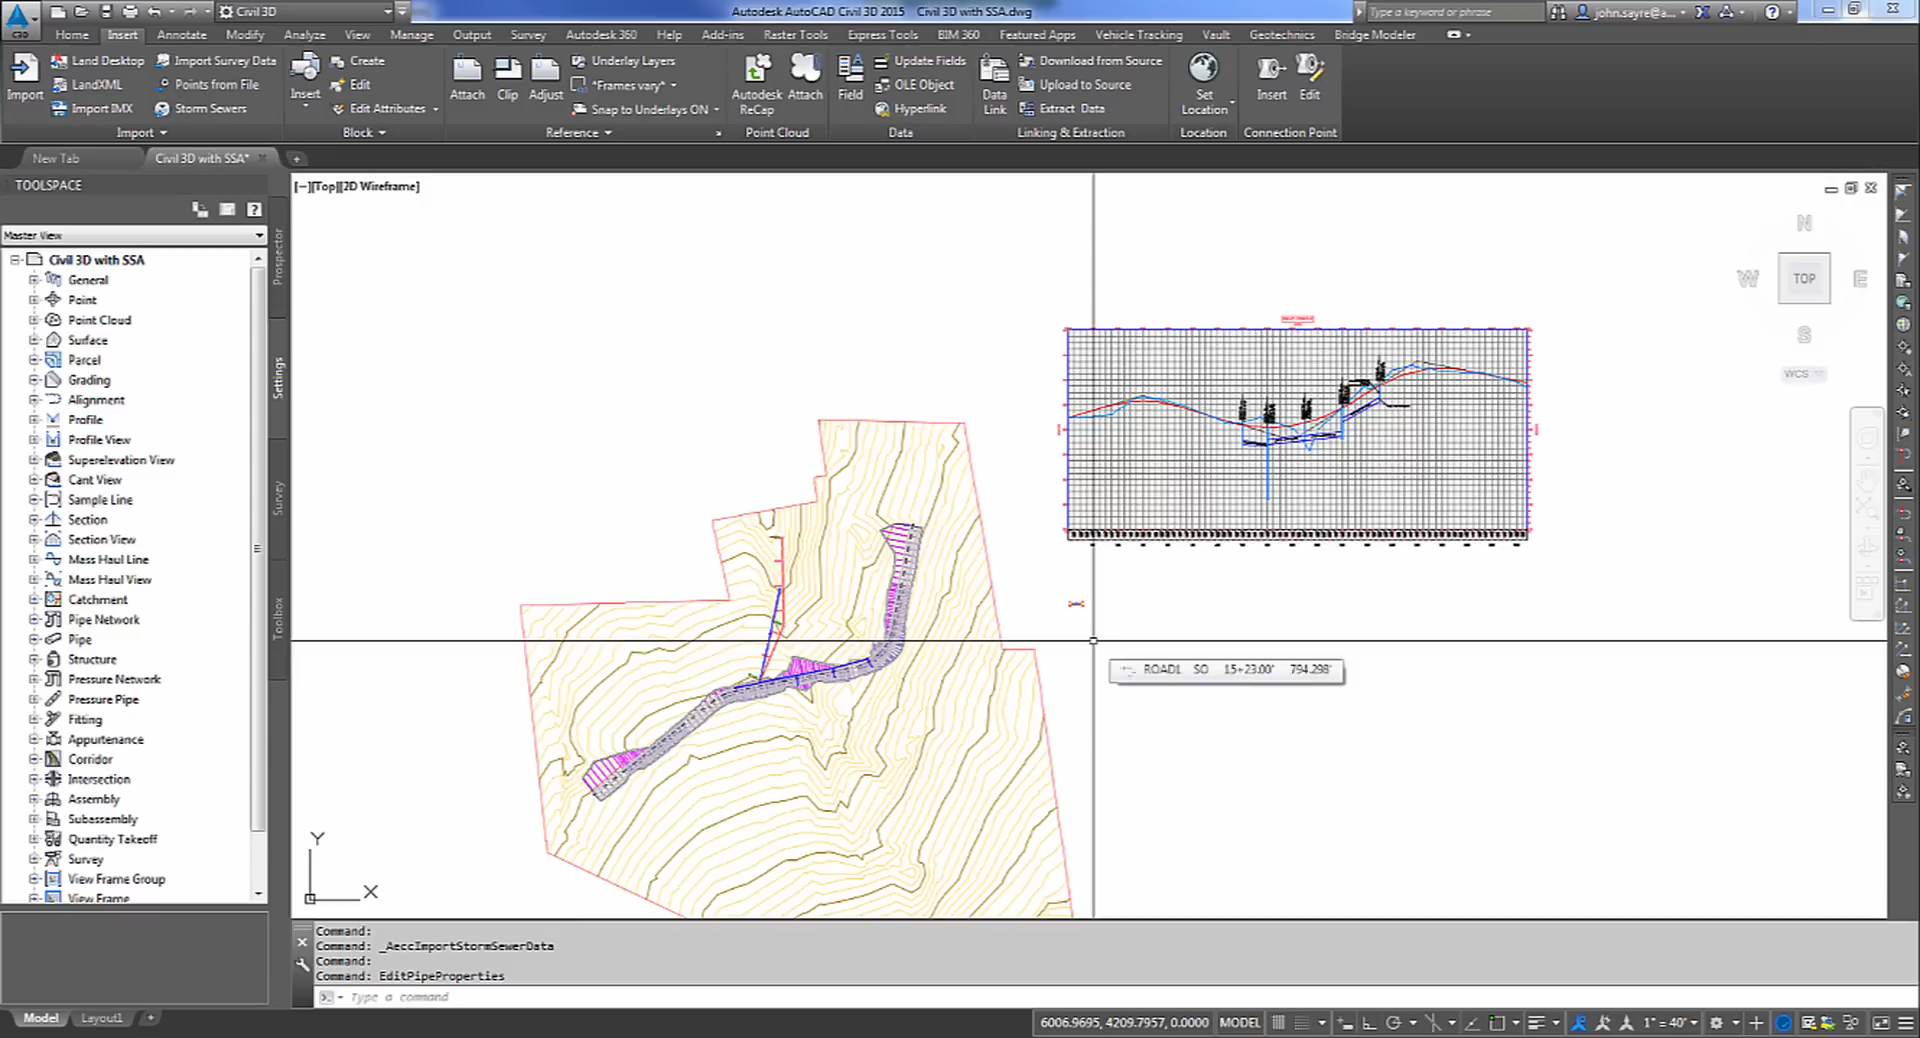 Civil 3D
Autodesk AutoCAD Civil 3D 2015 Civil 3D with SSA.dwg
Type a keyword or phrase
john.sayre@a...
Home Insert Annotate Modify Analyze View Manage Output Survey Autodesk 360 Help Add-ins Raster Tools Express Tools BIM 360 Featured Apps Vehicle Tracking Vault Geotechnics Bridge Modeler
Import
Land Desktop
LandXML
Import IMX
Import Survey Data
Points from File
Storm Sewers
Import
Insert
Create
Edit
Edit Attributes
Block
Attach
Clip
Adjust
Underlay Layers
*Frames vary*
Snap to Underlays ON
Reference
Autodesk
ReCap
Attach
Point Cloud
Field
Update Fields
OLE Object
Hyperlink
Data
Data
Link
Download from Source
Upload to Source
Extract Data
Linking & Extraction
Set
Location
Location
Insert
Edit
Connection Point
New Tab
Civil 3D with SSA*
TOOLSPACE
Master View
Civil 3D with SSA
General
Point
Point Cloud
Surface
Parcel
Grading
Alignment
Profile
Profile View
Superelevation View
Cant View
Sample Line
Section
Section View
Mass Haul Line
Mass Haul View
Catchment
Pipe Network
Pipe
Structure
Pressure Network
Pressure Pipe
Fitting
Appurtenance
Corridor
Intersection
Assembly
Subassembly
Quantity Takeoff
Survey
View Frame Group
View Frame
Prospector
Settings
Survey
Toolbox
[−][Top][2D Wireframe]
N
W
TOP
E
S
WCS
ROAD1 SO 15+23.00' 794.298'
Y
X
Command:
Command: _AeccImportStormSewerData
Command:
Command: EditPipeProperties
Type a command
Model
Layout1
6006.9695, 4209.7957, 0.0000
MODEL
1" = 40'